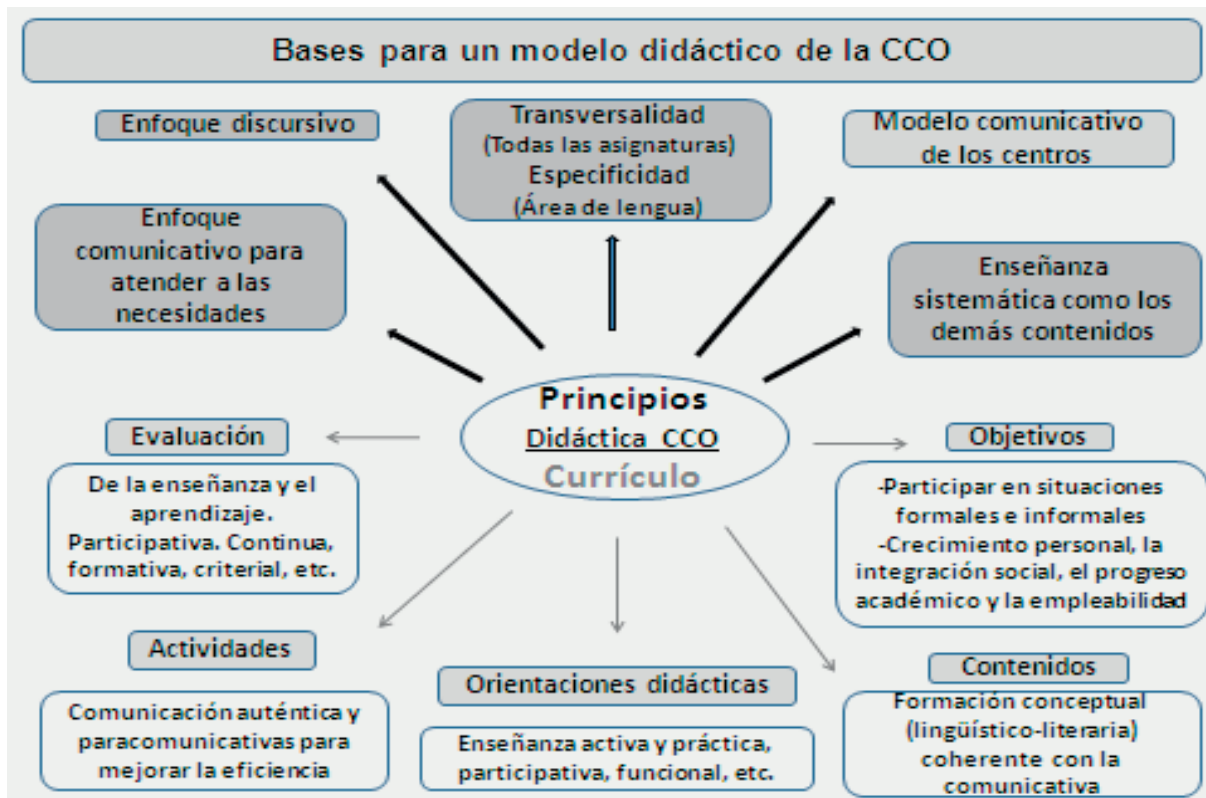 Bases para un modelo didáctico de la CCO
Enfoque discursivo
Transversalidad
(Todas las asignaturas)
Especificidad
(Área de lengua)
Modelo comunicativo
de los centros
Enfoque
comunicativo para
atender a las
necesidades
Enseñanza
sistemática como los
demás contenidos
Principios
Didáctica CCO
Currículo
Evaluación
De la enseñanza y el
aprendizaje.
Participativa. Continua,
formativa, criterial, etc.
Objetivos
-Participar en situaciones
formales e informales
-Crecimiento personal, la
integración social, el progreso
académico y la empleabilidad
Actividades
Comunicación auténtica y
paracomunicativas para
mejorar la eficiencia
Orientaciones didácticas
Enseñanza activa y práctica,
participativa, funcional, etc.
Contenidos
Formación conceptual
(lingüístico-literaria)
coherente con la
comunicativa